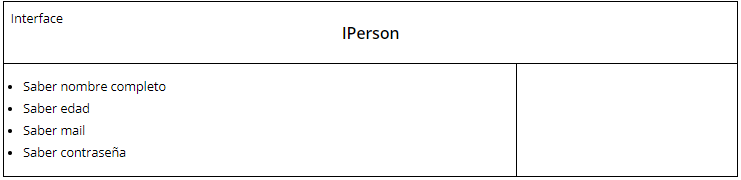 Interface
IPerson
Saber nombre completo
Saber edad
Saber mail
Saber contraseña